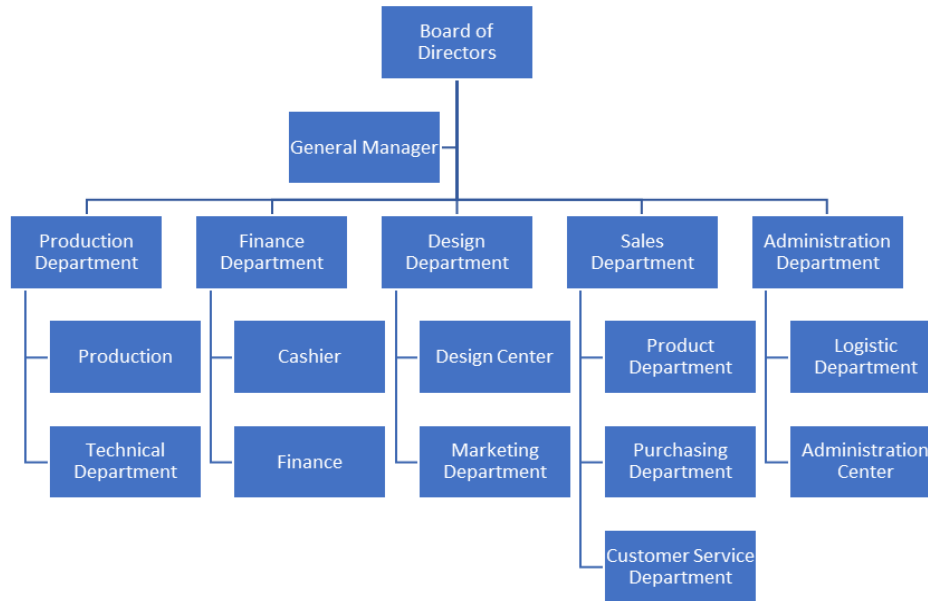 Board of
Directors
General Manager
Production
Department
Finance
Department
Design
Department
Sales
Department
Administration
Department
Production
Cashier
Design Center
Product
Department
Logistic
Department
Technical
Department
Finance
Marketing
Department
Purchasing
Department
Administration
Center
Customer Service
Department